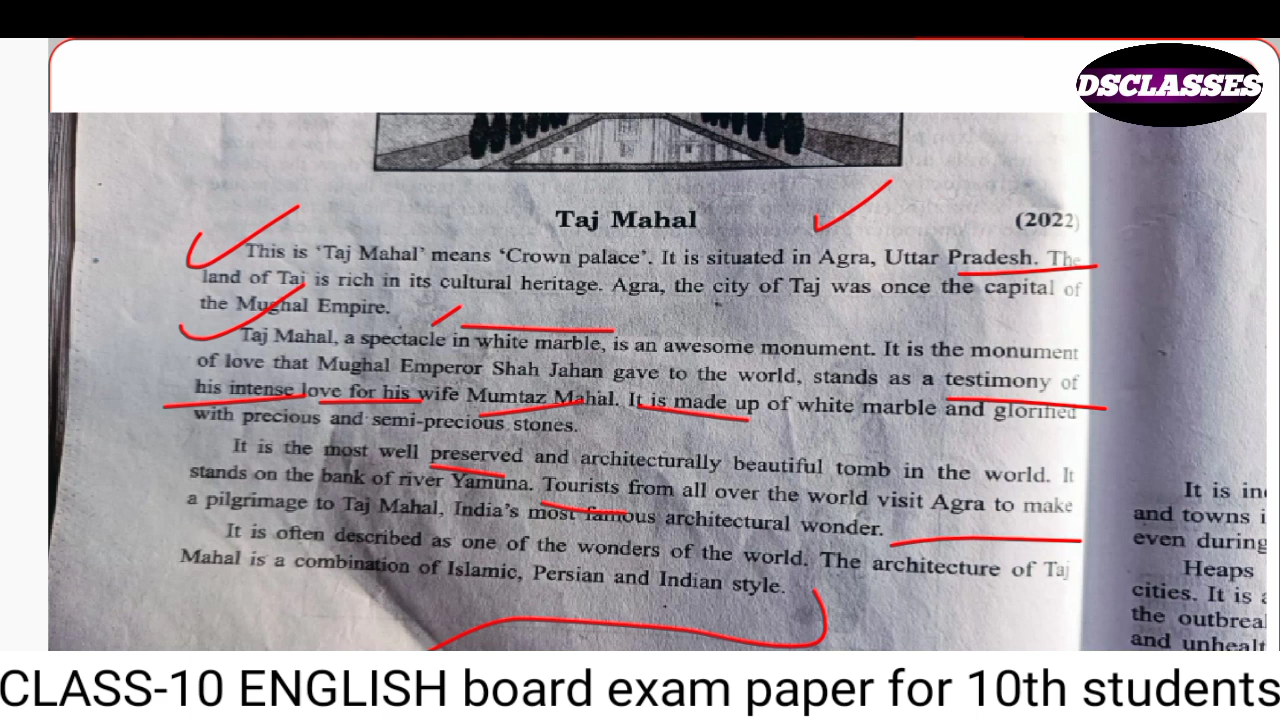 DSCLASSES
Taj Mahal (2022)
This is ‘Taj Mahal’ means ‘Crown palace’. It is situated in Agra, Uttar Pradesh. The
land of Taj is rich in its cultural heritage. Agra, the city of Taj was once the capital of
the Mughal Empire.
Taj Mahal, a spectacle in white marble, is an awesome monument. It is the monument
of love that Mughal Emperor Shah Jahan gave to the world, stands as a testimony of
his intense love for his wife Mumtaz Mahal. It is made up of white marble and glorified
with precious and semi-precious stones.
It is the most well preserved and architecturally beautiful tomb in the world. It
stands on the bank of river Yamuna. Tourists from all over the world visit Agra to make
a pilgrimage to Taj Mahal, India’s most famous architectural wonder.
It is often described as one of the wonders of the world. The architecture of Taj
Mahal is a combination of Islamic, Persian and Indian style.
It is
and towns
even during
Heaps
cities. It is
the
and
CLASS-10 ENGLISH board exam paper for 10th students